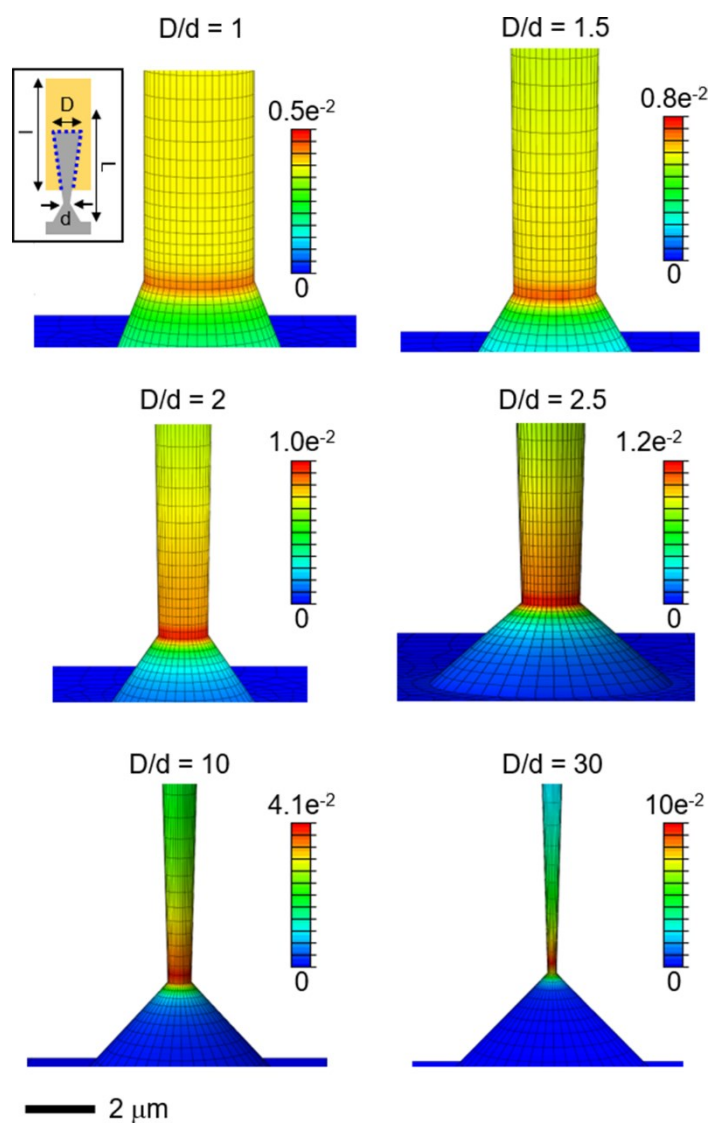 D/d = 1
D/d = 1.5
D
l
L
d
0.5e⁻²
0
0.8e⁻²
0
D/d = 2
D/d = 2.5
1.0e⁻²
0
1.2e⁻²
0
D/d = 10
D/d = 30
4.1e⁻²
0
10e⁻²
0
2 μm